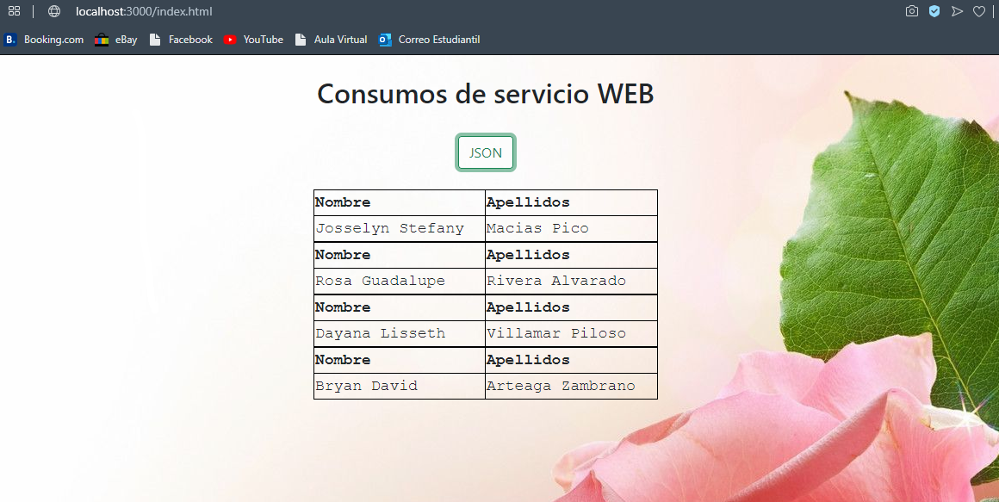 localhost:3000/index.html
B. Booking.com eBay Facebook YouTube Aula Virtual Correo Estudiantil
Consumos de servicio WEB
JSON
Nombre Apellidos
Josselyn Stefany Macias Pico
Nombre Apellidos
Rosa Guadalupe Rivera Alvarado
Nombre Apellidos
Dayana Lisseth Villamar Piloso
Nombre Apellidos
Bryan David Arteaga Zambrano